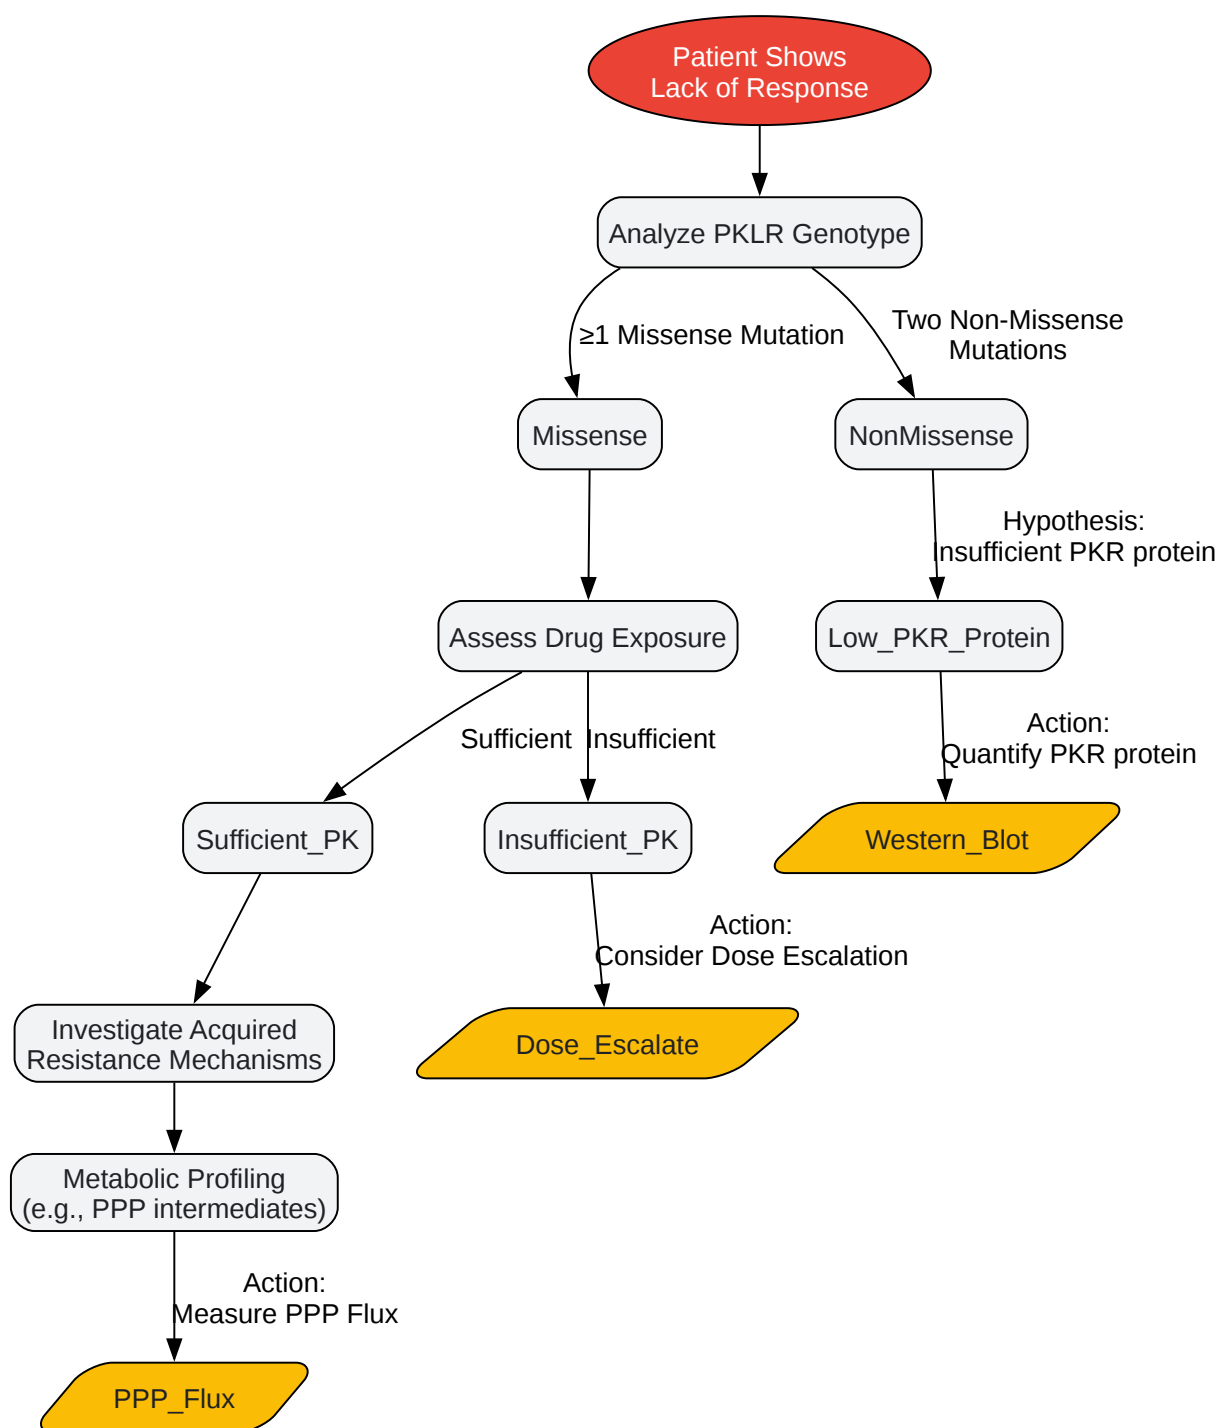 Patient Shows
Lack of Response
Analyze PKLR Genotype
≥1 Missense Mutation
Two Non-Missense
Mutations
Missense
NonMissense
Hypothesis:
Insufficient PKR protein
Assess Drug Exposure
Low_PKR_Protein
Sufficient
Insufficient
Action:
Quantify PKR protein
Sufficient_PK
Insufficient_PK
Western_Blot
Action:
Consider Dose Escalation
Investigate Acquired
Resistance Mechanisms
Dose_Escalate
Metabolic Profiling
(e.g., PPP intermediates)
Action:
Measure PPP Flux
PPP_Flux